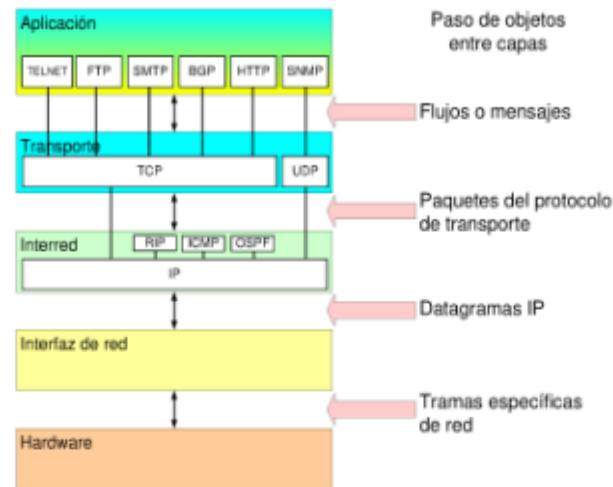 Aplicación
Paso de objetos
entre capas
TELNET FTP SMTP BGP HTTP SNMP
Flujos o mensajes
Transporte
TCP UDP
Paquetes del protocolo
de transporte
Interred
RIP ICMP OSPF
IP
Datagramas IP
Interfaz de red
Tramas específicas
de red
Hardware